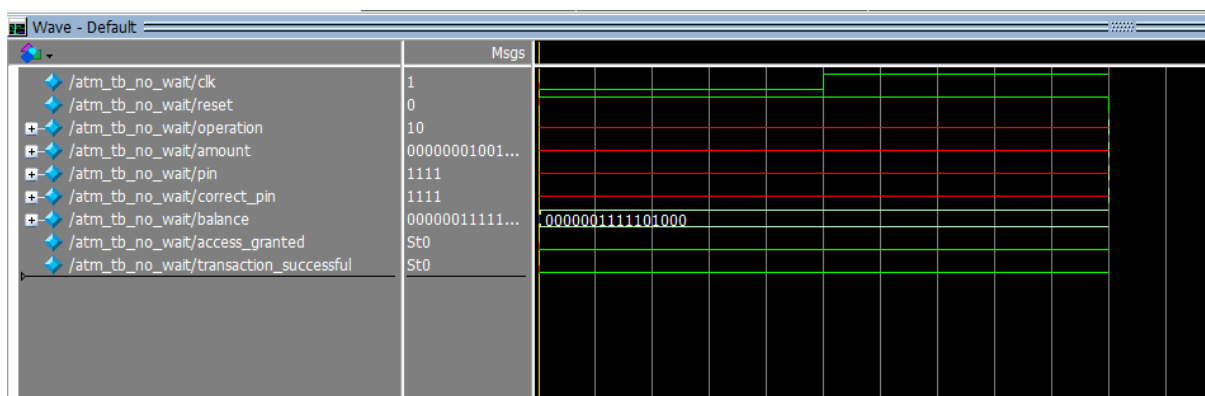 Wave - Default
Msgs
/atm_tb_no_wait/clk 1
/atm_tb_no_wait/reset 0
/atm_tb_no_wait/operation 10
/atm_tb_no_wait/amount 00000001001...
/atm_tb_no_wait/pin 1111
/atm_tb_no_wait/correct_pin 1111
/atm_tb_no_wait/balance 00000011111... 0000001111101000
/atm_tb_no_wait/access_granted St0
/atm_tb_no_wait/transaction_successful St0